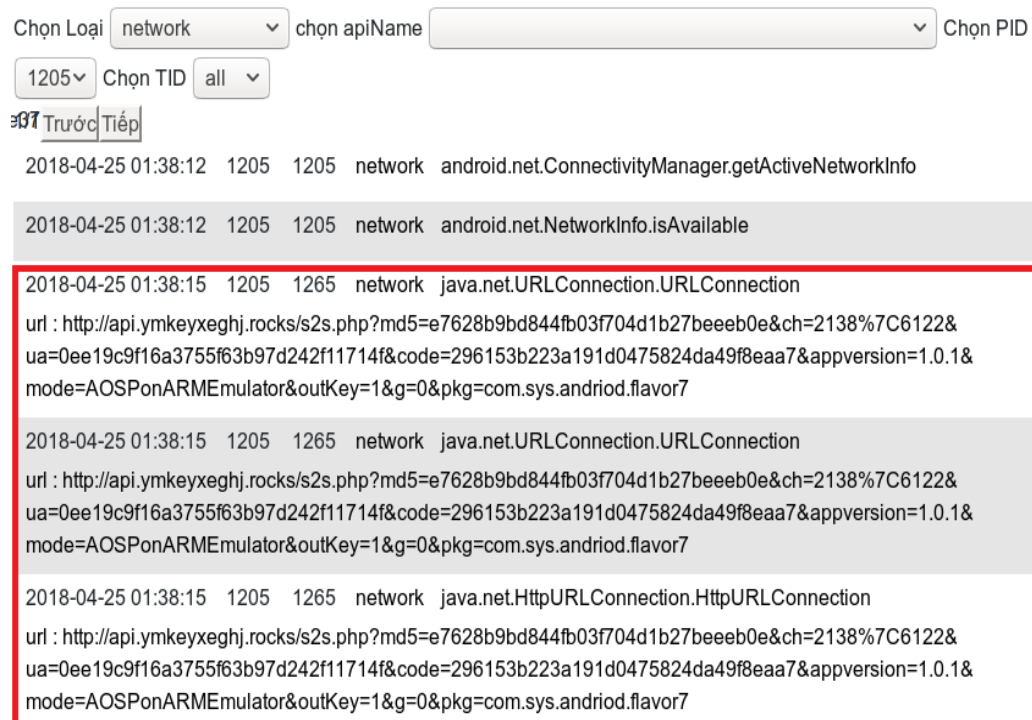 Chọn Loại network chọn apiName Chọn PID
1205 Chọn TID all
Trước Tiếp
2018-04-25 01:38:12 1205 1205 network android.net.ConnectivityManager.getActiveNetworkInfo
2018-04-25 01:38:12 1205 1205 network android.net.NetworkInfo.isAvailable
2018-04-25 01:38:15 1205 1265 network java.net.URLConnection.URLConnection
url : http://api.ymkeyxeghj.rocks/s2s.php?md5=e7628b9bd844fb03f704d1b27beeeb0e&ch=2138%7C6122&
ua=0ee19c9f16a3755f63b97d242f11714f&code=296153b223a191d0475824da49f8eaa7&appversion=1.0.1&
mode=AOSPonARMEmulator&outKey=1&g=0&pkg=com.sys.andriod.flavor7
2018-04-25 01:38:15 1205 1265 network java.net.URLConnection.URLConnection
url : http://api.ymkeyxeghj.rocks/s2s.php?md5=e7628b9bd844fb03f704d1b27beeeb0e&ch=2138%7C6122&
ua=0ee19c9f16a3755f63b97d242f11714f&code=296153b223a191d0475824da49f8eaa7&appversion=1.0.1&
mode=AOSPonARMEmulator&outKey=1&g=0&pkg=com.sys.andriod.flavor7
2018-04-25 01:38:15 1205 1265 network java.net.HttpURLConnection.HttpURLConnection
url : http://api.ymkeyxeghj.rocks/s2s.php?md5=e7628b9bd844fb03f704d1b27beeeb0e&ch=2138%7C6122&
ua=0ee19c9f16a3755f63b97d242f11714f&code=296153b223a191d0475824da49f8eaa7&appversion=1.0.1&
mode=AOSPonARMEmulator&outKey=1&g=0&pkg=com.sys.andriod.flavor7